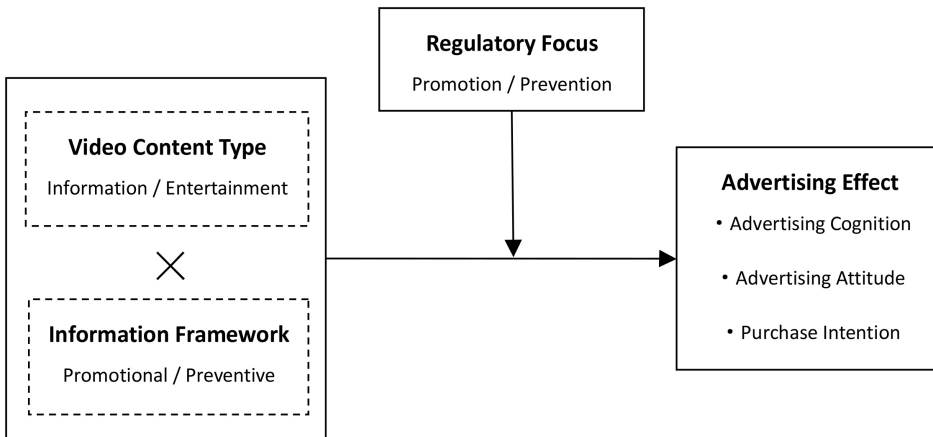 Regulatory Focus
Promotion / Prevention
Video Content Type
Information / Entertainment
Information Framework
Promotional / Preventive
Advertising Effect
• Advertising Cognition
• Advertising Attitude
• Purchase Intention